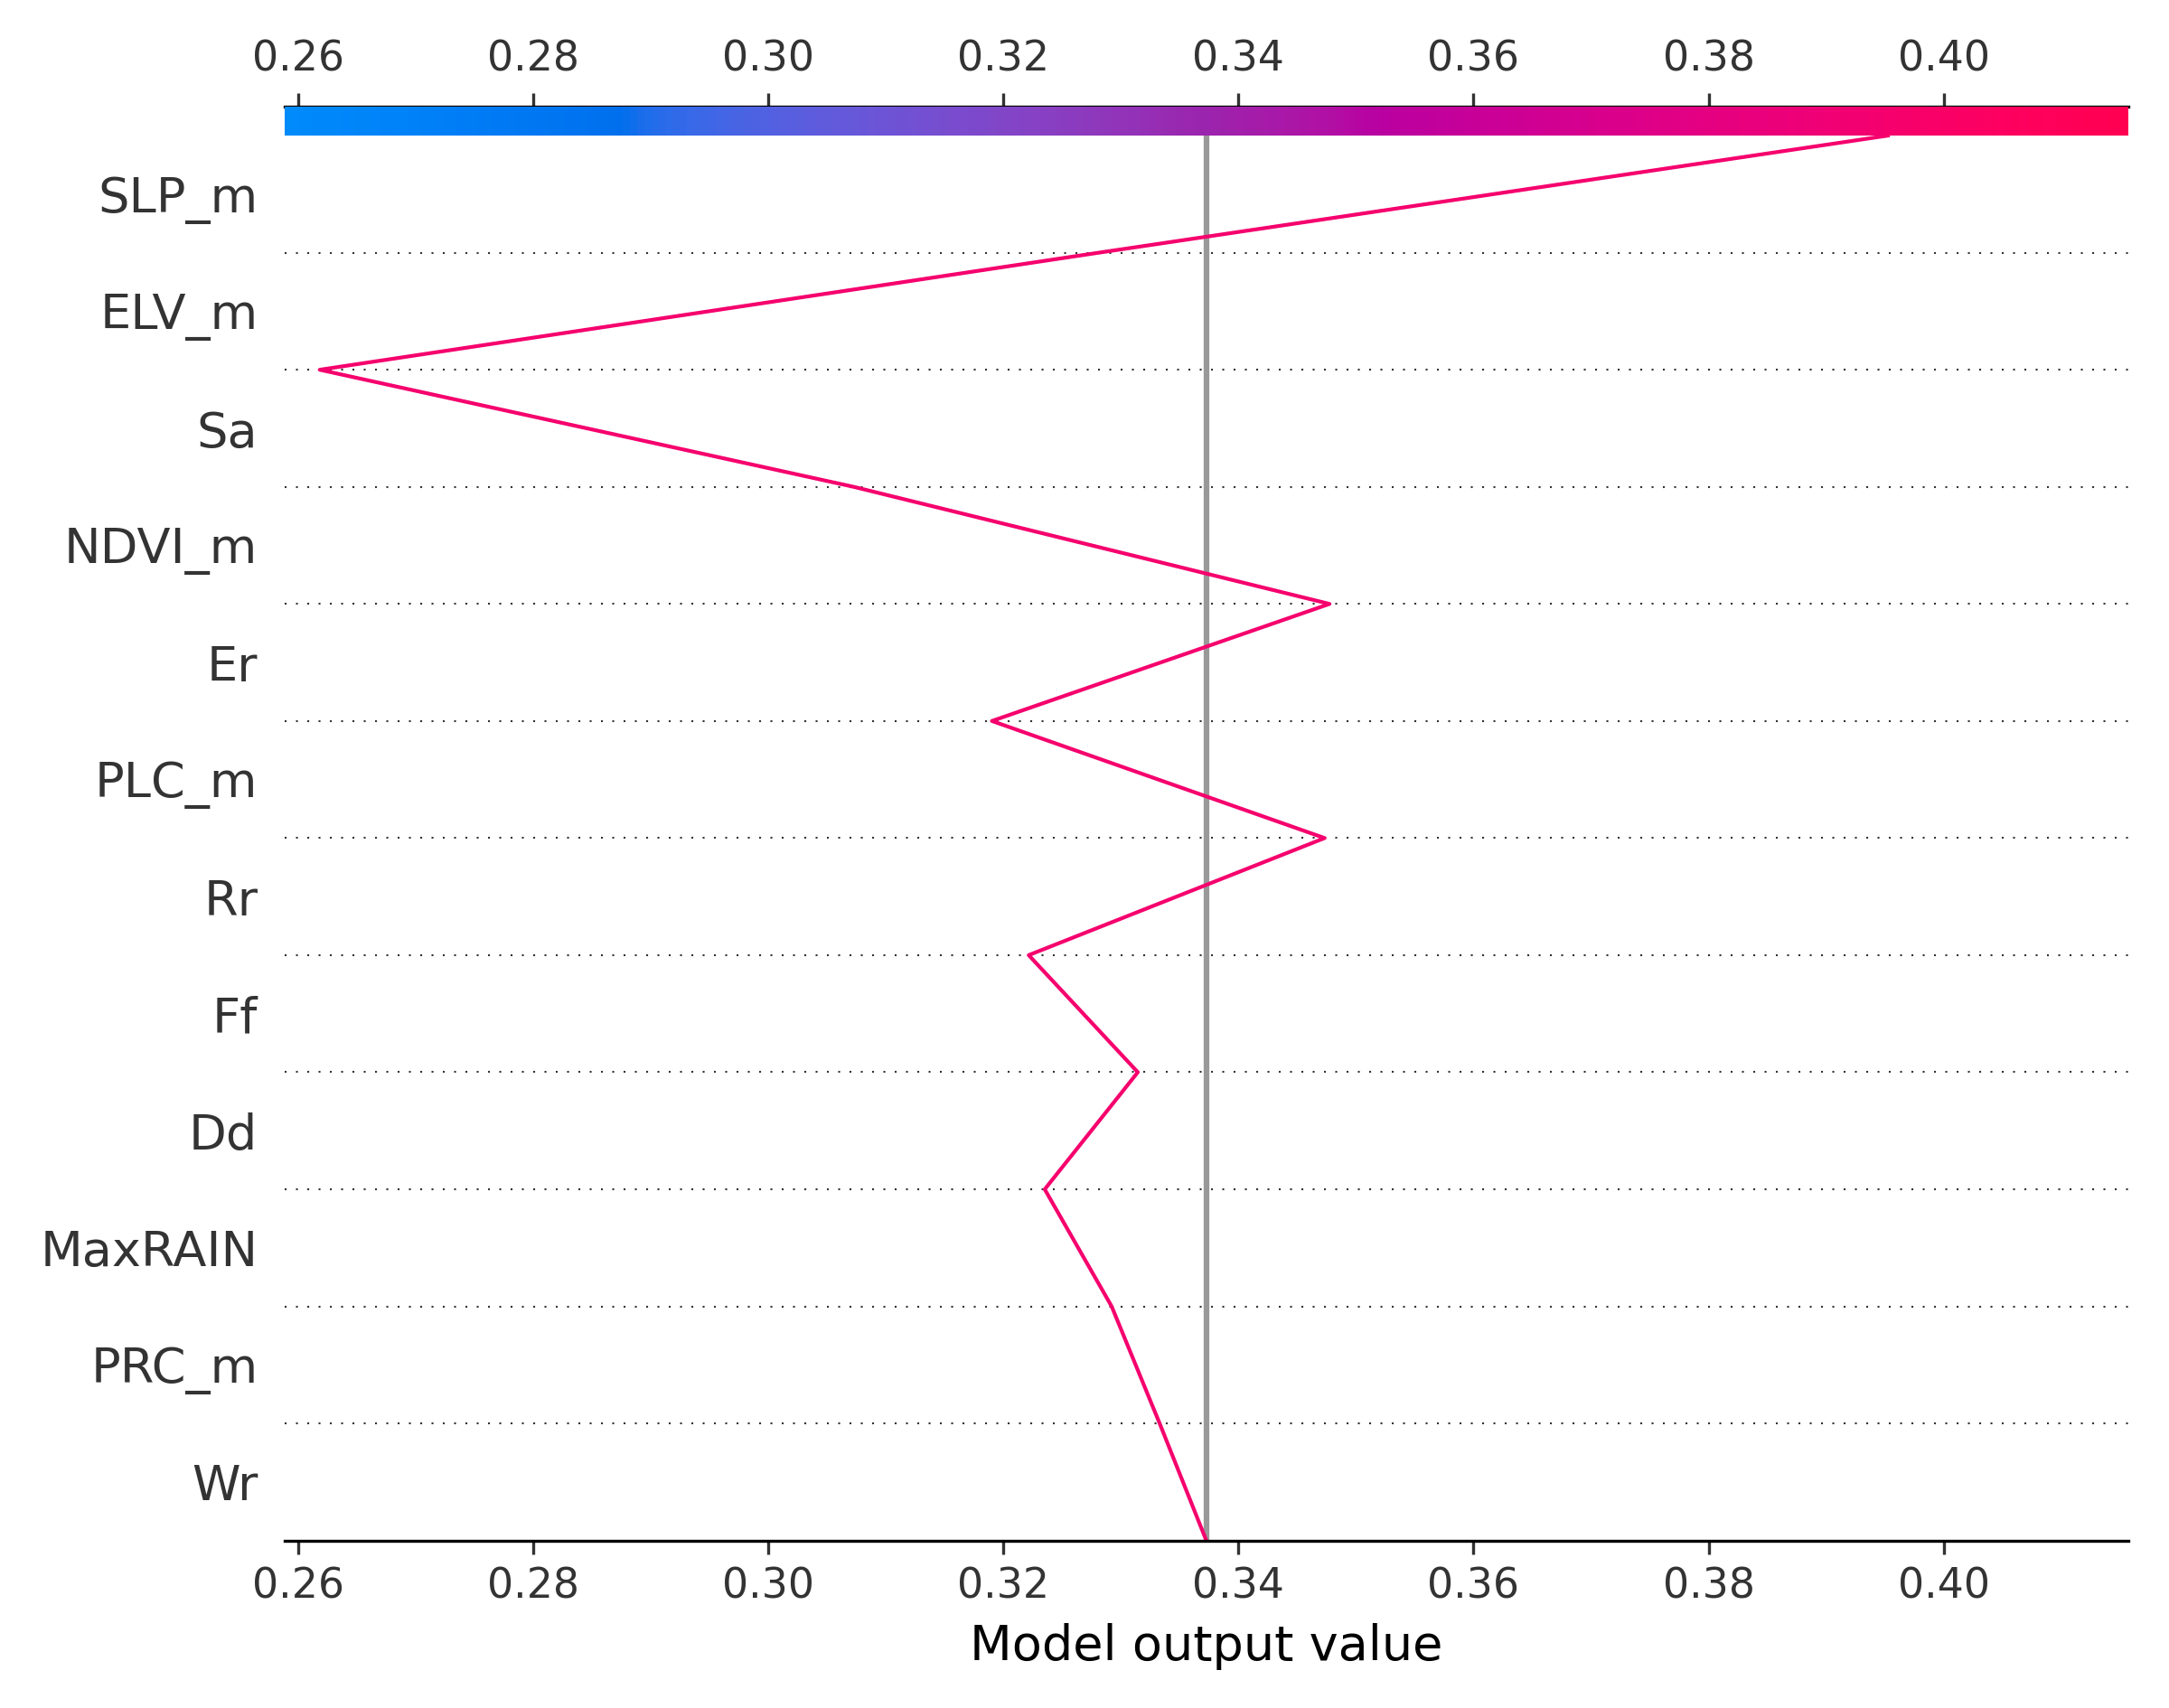 0.26 0.28 0.30 0.32 0.34 0.36 0.38 0.40
SLP_m
ELV_m
Sa
NDVI_m
Er
PLC_m
Rr
Ff
Dd
MaxRAIN
PRC_m
Wr
0.26 0.28 0.30 0.32 0.34 0.36 0.38 0.40
Model output value